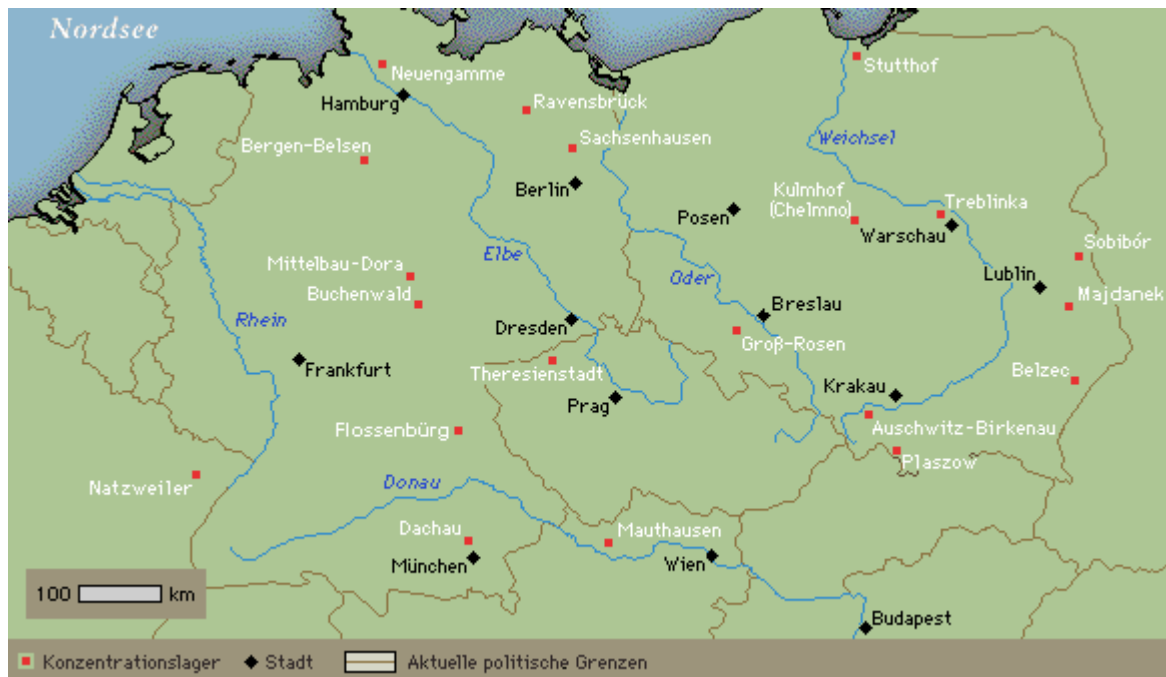 Nordsee
Neuengamme
Stutthof
Hamburg
Ravensbrück
Sachsenhausen
Weichsel
Bergen-Belsen
Berlin
Kulmhof
(Chelmno)
Treblinka
Posen
Warschau
Sobibór
Elbe
Mittelbau-Dora
Oder
Lublin
Buchenwald
Majdanek
Rhein
Breslau
Dresden
Groß-Rosen
Frankfurt
Theresienstadt
Belzec
Krakau
Prag
Flossenbürg
Auschwitz-Birkenau
Plaszow
Natzweiler
Donau
Dachau
Mauthausen
München
Wien
100 km
Budapest
Konzentrationslager Stadt Aktuelle politische Grenzen